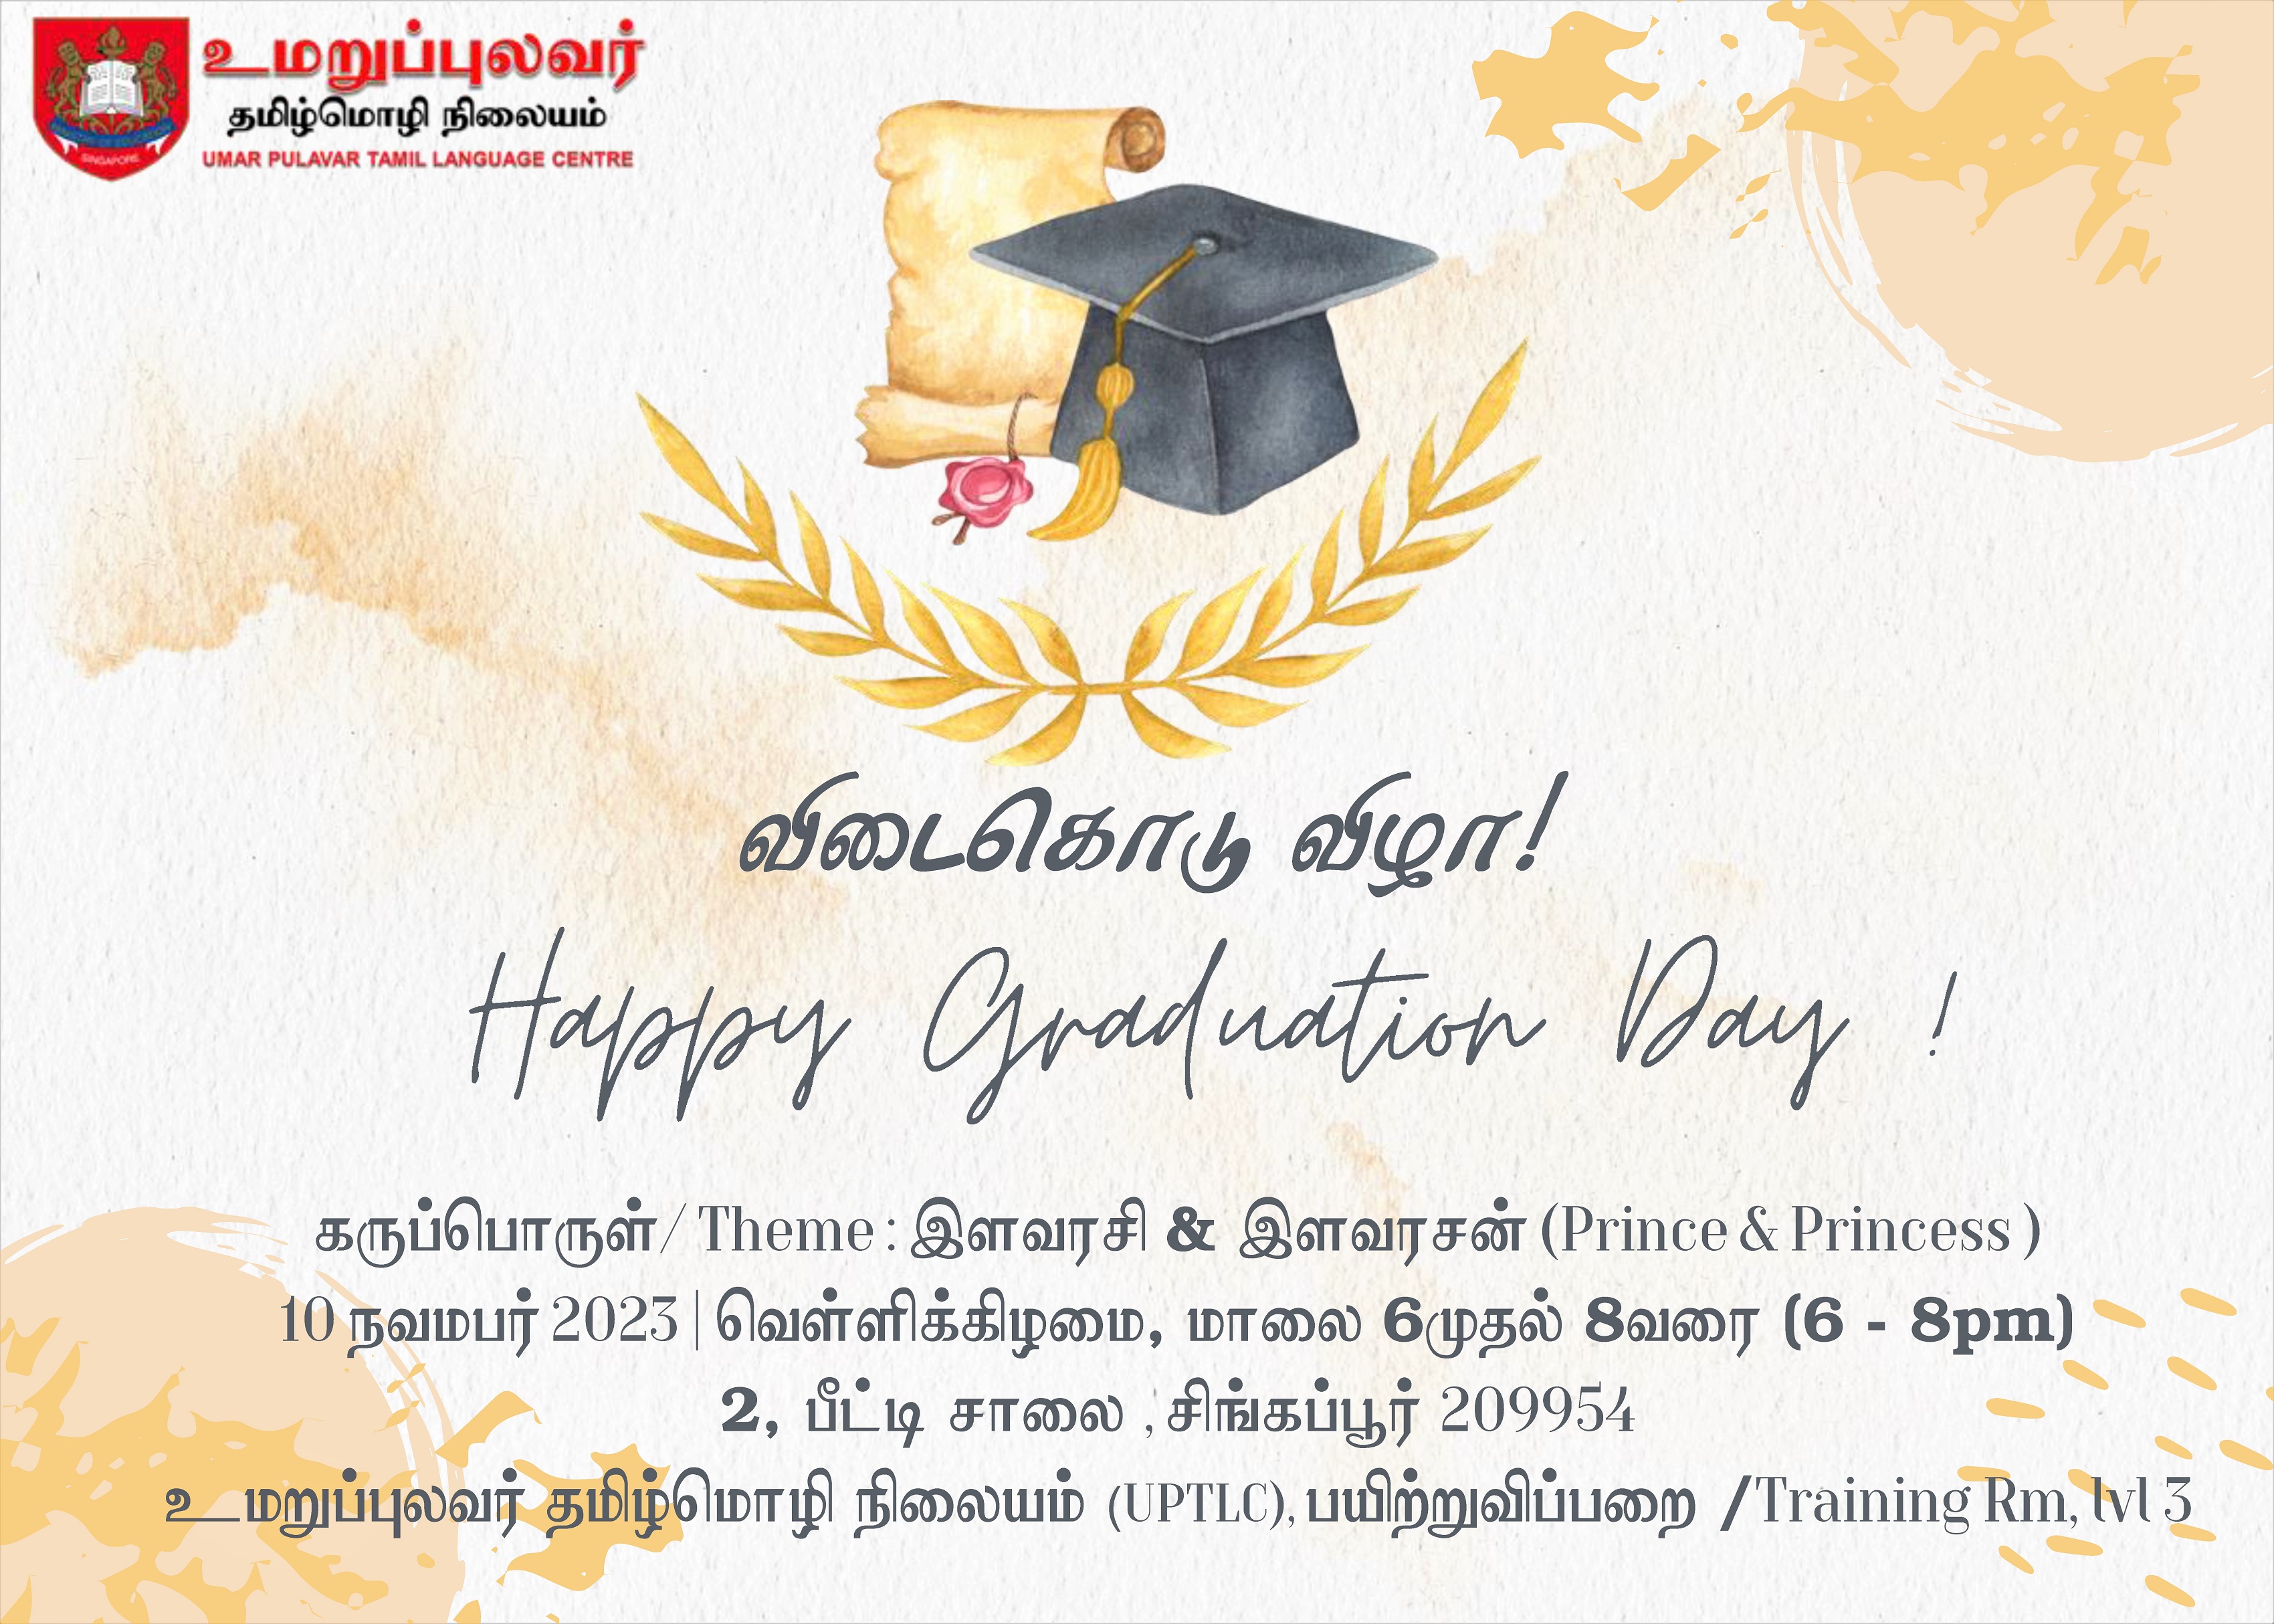 உமறுப்புலவர்
தமிழ்மொழி நிலையம்
UMAR PULAVAR TAMIL LANGUAGE CENTRE
SINGAPORE
விடைகொடு விழா!
Happy Graduation Day !
கருப்பொருள்/ Theme : இளவரசி & இளவரசன் (Prince & Princess )
10 நவமபர் 2023 | வெள்ளிக்கிழமை, மாலை 6முதல் 8வரை (6 - 8pm)
2, பீட்டி சாலை , சிங்கப்பூர் 209954
உமறுப்புலவர் தமிழ்மொழி நிலையம் (UPTLC), பயிற்றுவிப்பறை /Training Rm, lvl 3